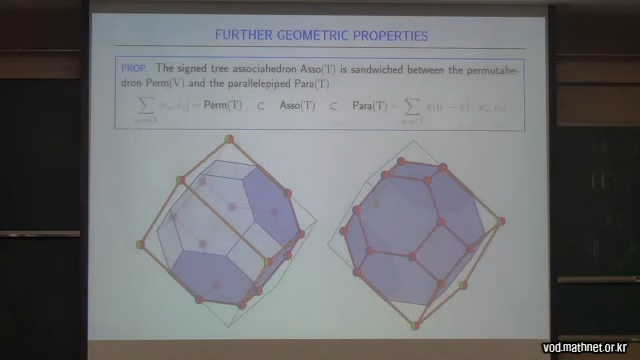 FURTHER GEOMETRIC PROPERTIES
PROP. The signed tree associahedron Asso(T) is sandwiched between the permutahe-
dron Perm(V) and the parallelepiped Para(T)
= Perm(T) ⊂ Asso(T) ⊂ Para(T) =
vod.mathnet.or.kr